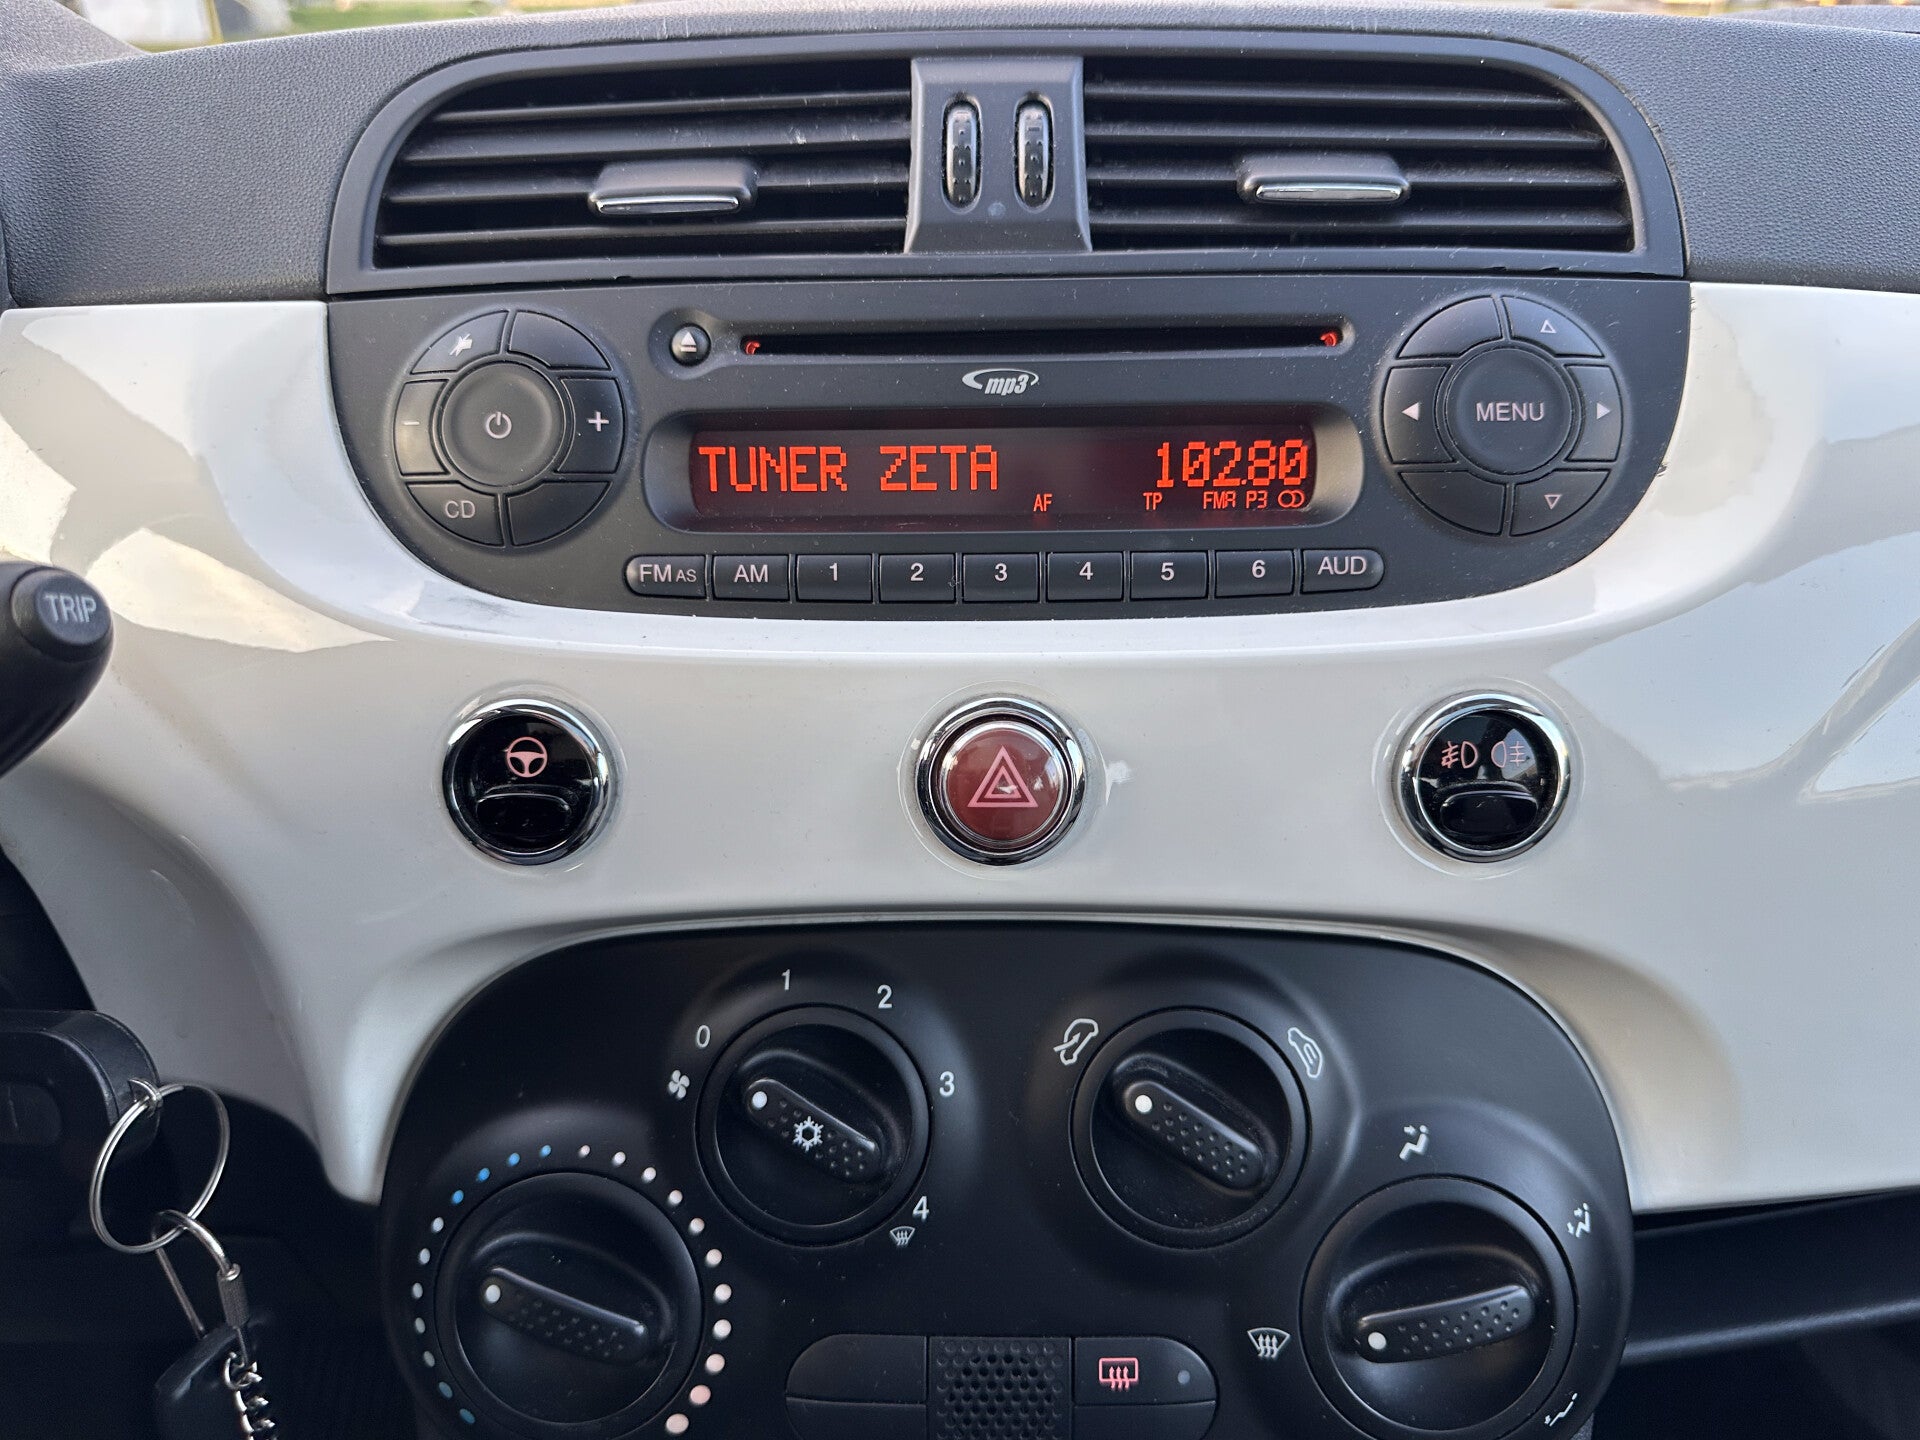 mp3
MENU
TUNER ZETA 102.80
AF TP FMA P3
CD
FM AS AM 1 2 3 4 5 6 AUD
TRIP
1
2
0
3
4